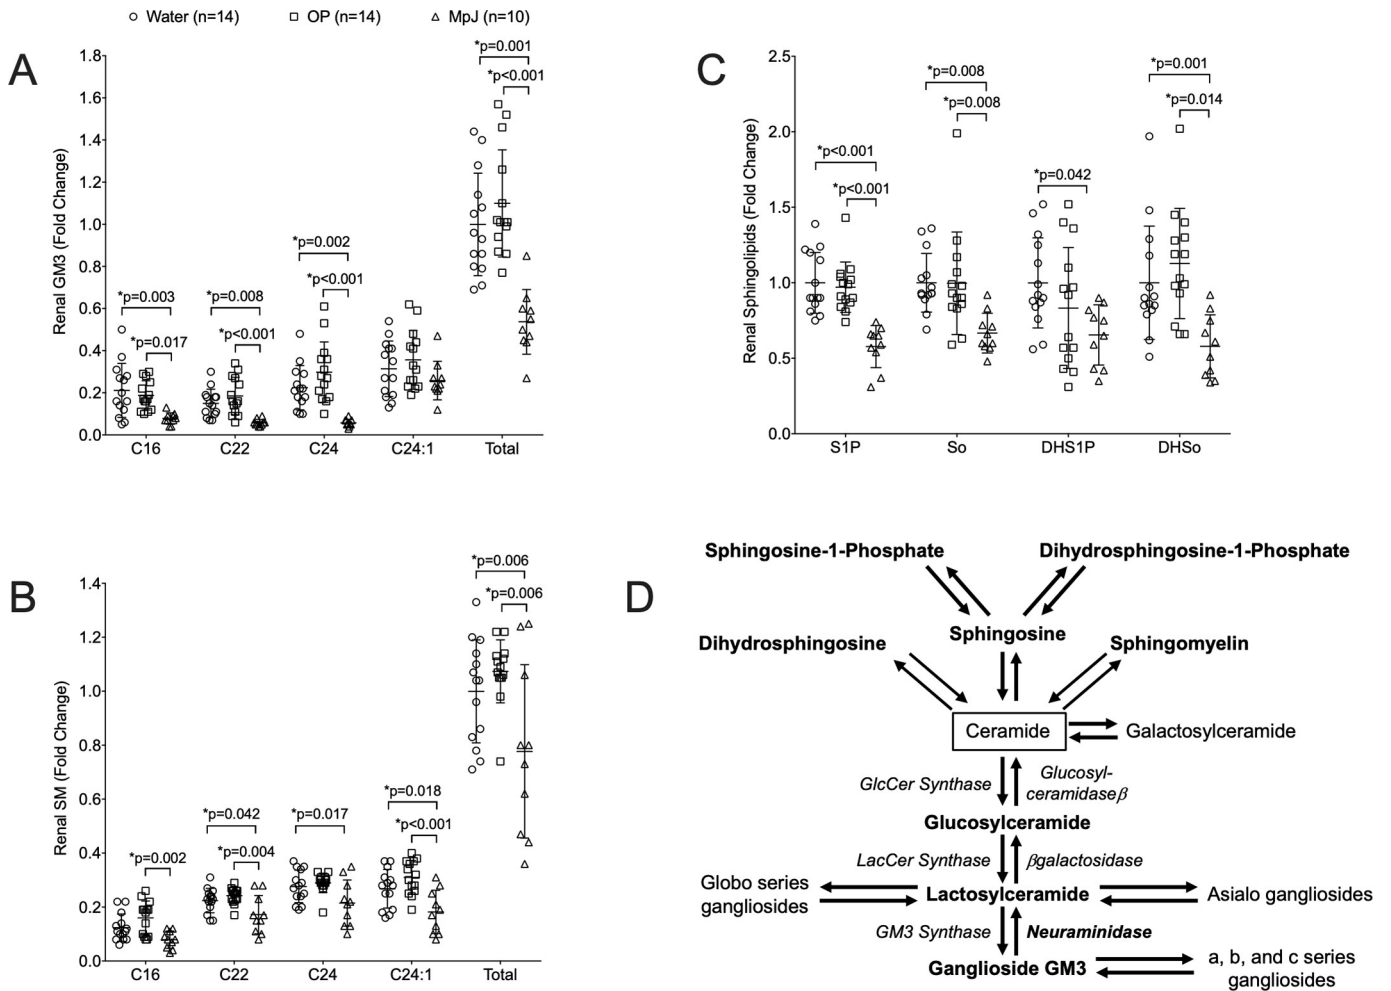 Water (n=14) OP (n=14) MpJ (n=10)
A
Renal GM3 (Fold Change)
1.8
1.6
1.4
1.2
1.0
0.8
0.6
0.4
0.2
0.0
*p=0.003
*p=0.017
*p=0.008
*p<0.001
*p=0.002
*p<0.001
*p=0.001
*p<0.001
C16 C22 C24 C24:1 Total
C
Renal Sphingolipids (Fold Change)
2.5
2.0
1.5
1.0
0.5
0.0
*p<0.001
*p<0.001
*p=0.008
*p=0.008
*p=0.042
*p=0.001
*p=0.014
S1P So DHS1P DHSo
B
Renal SM (Fold Change)
1.4
1.2
1.0
0.8
0.6
0.4
0.2
0.0
*p=0.002
*p=0.042
*p=0.004
*p=0.017
*p=0.018
*p<0.001
*p=0.006
*p=0.006
C16 C22 C24 C24:1 Total
D
Sphingosine-1-Phosphate Dihydrosphingosine-1-Phosphate
Dihydrosphingosine Sphingosine Sphingomyelin
Ceramide Galactosylceramide
GlcCer Synthase Glucosyl-
ceramidaseβ
Glucosylceramide
LacCer Synthase βgalactosidase
Globo series
gangliosides
Lactosylceramide Asialo gangliosides
GM3 Synthase Neuraminidase
Ganglioside GM3 a, b, and c series
gangliosides